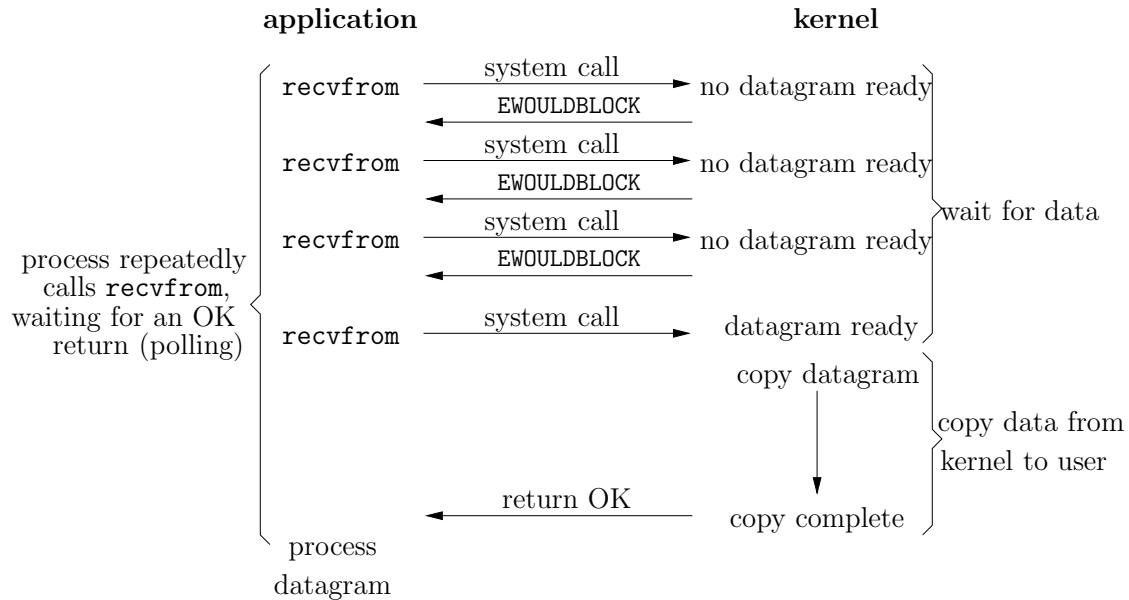 application kernel
recvfrom system call no datagram ready
EWOULDBLOCK
recvfrom system call no datagram ready
EWOULDBLOCK
wait for data
recvfrom system call no datagram ready
EWOULDBLOCK
process repeatedly
calls recvfrom,
waiting for an OK
return (polling)
recvfrom system call datagram ready
copy datagram
copy data from
kernel to user
return OK copy complete
process
datagram